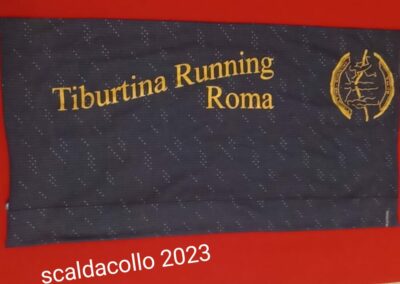 Tiburtina Running
Roma
scaldacollo 2023